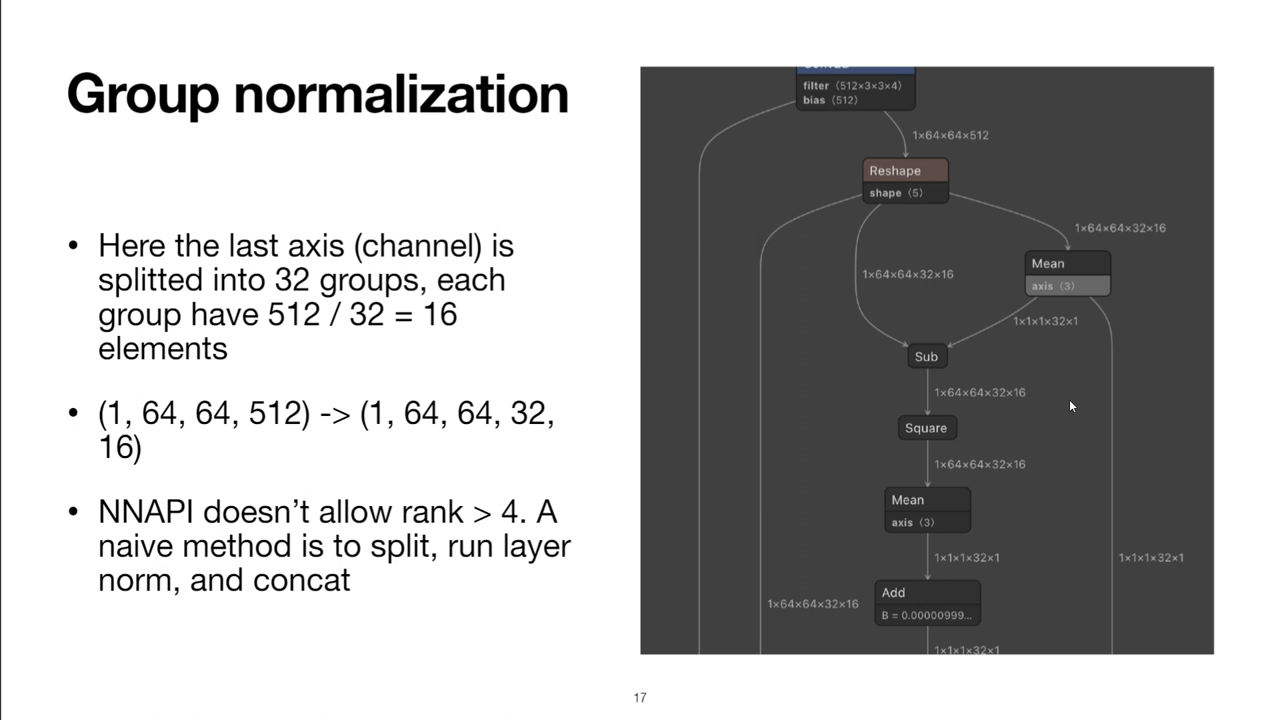 Group normalization
• Here the last axis (channel) is
splitted into 32 groups, each
group have 512 / 32 = 16
elements
• (1, 64, 64, 512) -> (1, 64, 64, 32,
16)
• NNAPI doesn’t allow rank > 4. A
naive method is to split, run layer
norm, and concat
filter (512×3×3×4)
bias (512)
1×64×64×512
Reshape
shape (5)
1×64×64×32×16
Mean
1×64×64×32×16
axis (3)
1×1×1×32×1
Sub
1×64×64×32×16
Square
1×64×64×32×16
Mean
axis (3)
1×1×1×32×1
1×1×1×32×1
Add
1×64×64×32×16
B = 0.00000999...
1×1×1×32×1
17